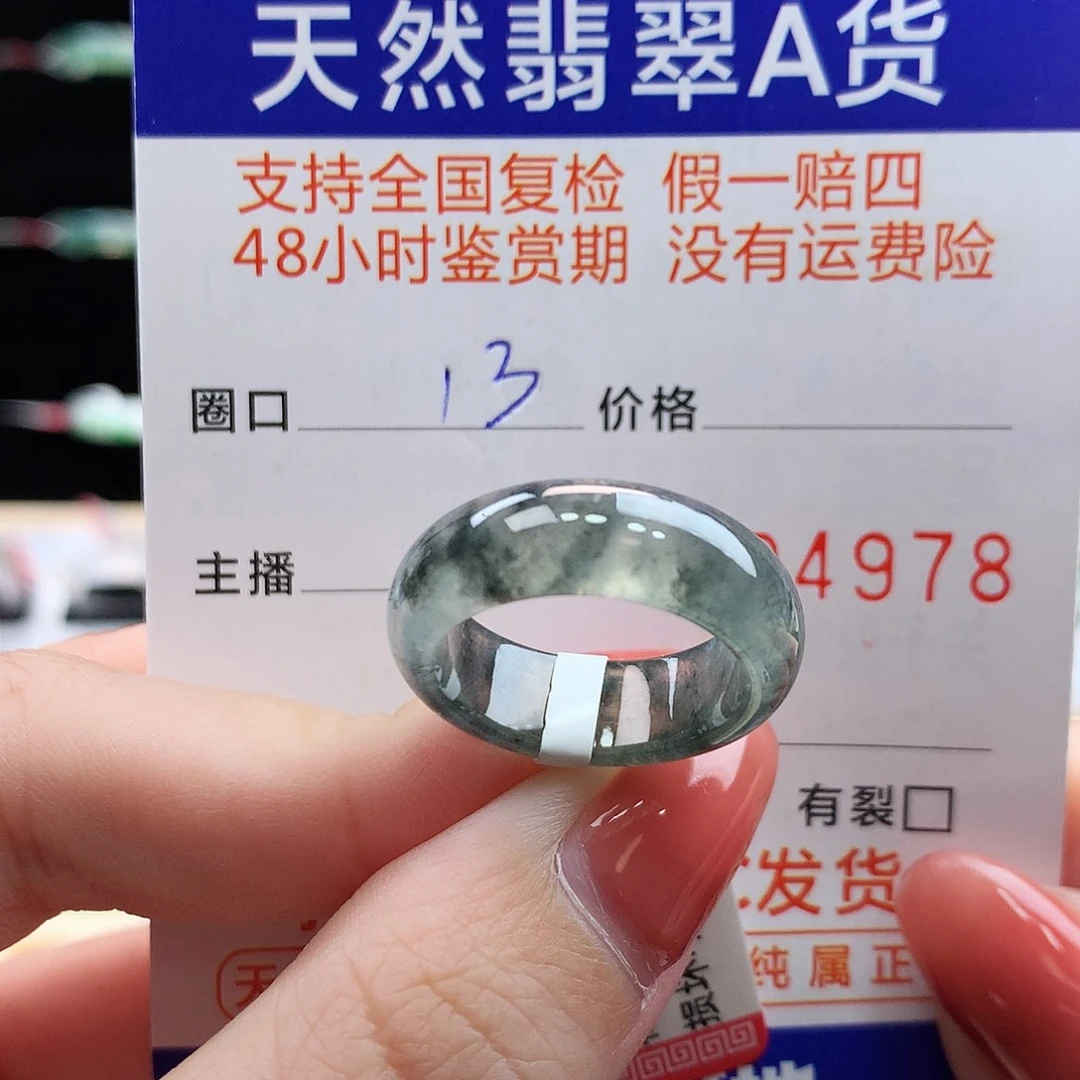 天然翡翠A货
支持全国复检 假一赔四
48小时鉴赏期 没有运费险
圈口 13 价格
主播 4978
有裂□
发货
天 纯属正